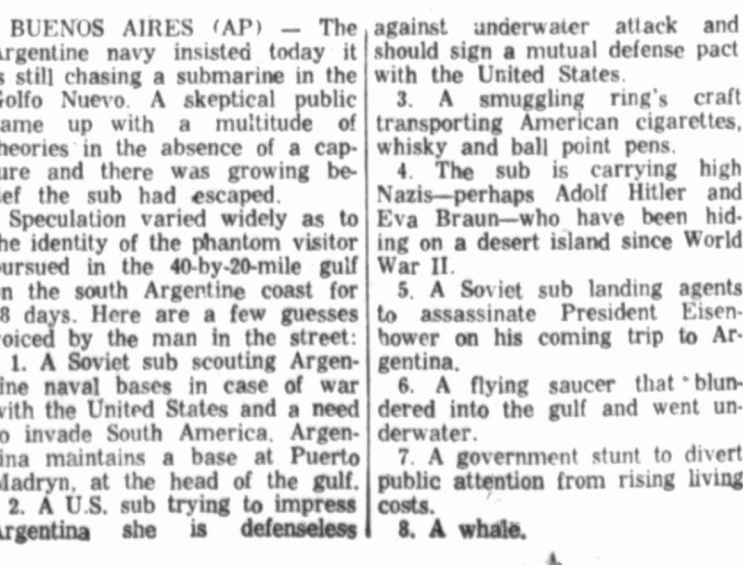 BUENOS AIRES (AP) — The
rgentine navy insisted today it
s still chasing a submarine in the
olfo Nuevo. A skeptical public
ame up with a multitude of
heories in the absence of a cap-
ure and there was growing be-
ief the sub had escaped.
Speculation varied widely as to
he identity of the phantom visitor
ursued in the 40-by-20-mile gulf
n the south Argentine coast for
8 days. Here are a few guesses
oiced by the man in the street:
1. A Soviet sub scouting Argen-
ine naval bases in case of war
vith the United States and a need
o invade South America. Argen-
ina maintains a base at Puerto
Madryn, at the head of the gulf.
2. A U.S. sub trying to impress
rgentina she is defenseless
against underwater attack and
should sign a mutual defense pact
with the United States.
3. A smuggling ring's craft
transporting American cigarettes,
whisky and ball point pens.
4. The sub is carrying high
Nazis—perhaps Adolf Hitler and
Eva Braun—who have been hid-
ing on a desert island since World
War II.
5. A Soviet sub landing agents
to assassinate President Eisen-
hower on his coming trip to Ar-
gentina.
6. A flying saucer that blun-
dered into the gulf and went un-
derwater.
7. A government stunt to divert
public attention from rising living
costs.
8. A whale.